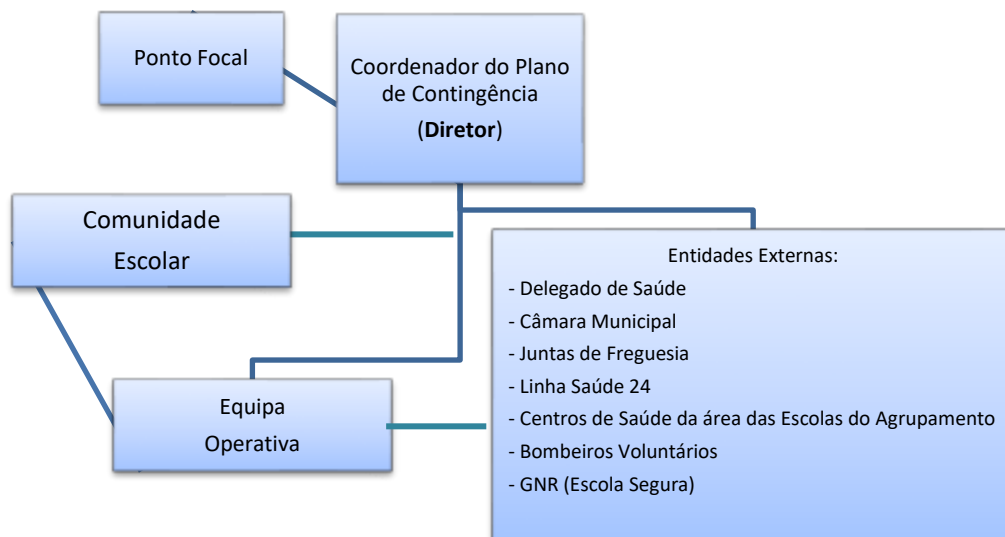 Ponto Focal
Coordenador do Plano
de Contingência
(Diretor)
Comunidade
Escolar
Entidades Externas:
- Delegado de Saúde
- Câmara Municipal
- Juntas de Freguesia
- Linha Saúde 24
- Centros de Saúde da área das Escolas do Agrupamento
- Bombeiros Voluntários
- GNR (Escola Segura)
Equipa
Operativa